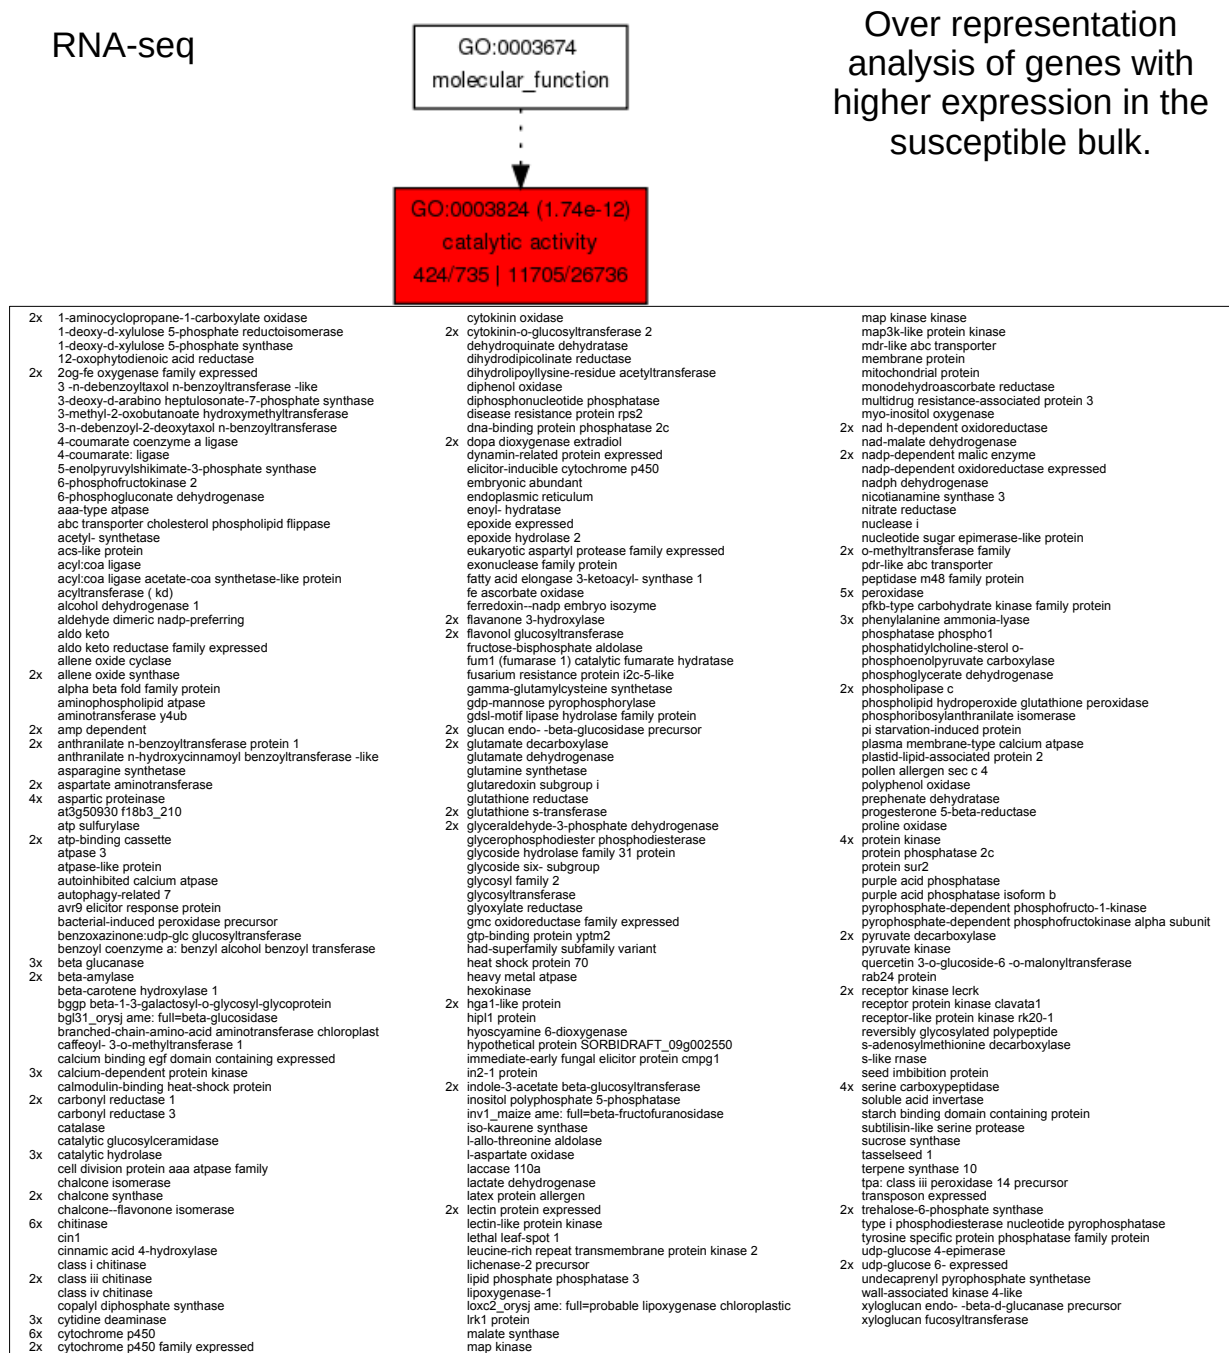 RNA-seq
GO:0003674
molecular_function
Over representation
analysis of genes with
higher expression in the
susceptible bulk.
GO:0003824 (1.74e-12)
catalytic activity
424/735 | 11705/26736
2x 1-aminocyclopropane-1-carboxylate oxidase
1-deoxy-d-xylulose 5-phosphate reductoisomerase
1-deoxy-d-xylulose 5-phosphate synthase
12-oxophytodienoic acid reductase
2x 2og-fe oxygenase family expressed
3 -n-debenzoyltaxol n-benzoyltransferase -like
3-deoxy-d-arabino heptulosonate-7-phosphate synthase
3-methyl-2-oxobutanoate hydroxymethyltransferase
3-n-debenzoyl-2-deoxytaxol n-benzoyltransferase
4-coumarate coenzyme a ligase
4-coumarate: ligase
5-enolpyruvylshikimate-3-phosphate synthase
6-phosphofructokinase 2
6-phosphogluconate dehydrogenase
aaa-type atpase
abc transporter cholesterol phospholipid flippase
acetyl- synthetase
acs-like protein
acyl:coa ligase
acyl:coa ligase acetate-coa synthetase-like protein
acyltransferase ( kd)
alcohol dehydrogenase 1
aldehyde dimeric nadp-preferring
aldo keto
aldo keto reductase family expressed
allene oxide cyclase
2x allene oxide synthase
alpha beta fold family protein
aminophospholipid atpase
aminotransferase y4ub
2x amp dependent
2x anthranilate n-benzoyltransferase protein 1
anthranilate n-hydroxycinnamoyl benzoyltransferase -like
asparagine synthetase
2x aspartate aminotransferase
4x aspartic proteinase
at3g50930 f18b3_210
atp sulfurylase
2x atp-binding cassette
atpase 3
atpase-like protein
autoinhibited calcium atpase
autophagy-related 7
avr9 elicitor response protein
bacterial-induced peroxidase precursor
benzoxazinone:udp-glc glucosyltransferase
benzoyl coenzyme a: benzyl alcohol benzoyl transferase
3x beta glucanase
2x beta-amylase
beta-carotene hydroxylase 1
bggp beta-1-3-galactosyl-o-glycosyl-glycoprotein
bgl31_orysj ame: full=beta-glucosidase
branched-chain-amino-acid aminotransferase chloroplast
caffeoyl- 3-o-methyltransferase 1
calcium binding egf domain containing expressed
3x calcium-dependent protein kinase
calmodulin-binding heat-shock protein
2x carbonyl reductase 1
carbonyl reductase 3
catalase
catalytic glucosylceramidase
3x catalytic hydrolase
cell division protein aaa atpase family
chalcone isomerase
2x chalcone synthase
chalcone--flavonone isomerase
6x chitinase
cin1
cinnamic acid 4-hydroxylase
class i chitinase
2x class iii chitinase
class iv chitinase
copalyl diphosphate synthase
3x cytidine deaminase
6x cytochrome p450
2x cytochrome p450 family expressed
cytokinin oxidase
2x cytokinin-o-glucosyltransferase 2
dehydroquinate dehydratase
dihydrodipicolinate reductase
dihydrolipoyllysine-residue acetyltransferase
diphenol oxidase
diphosphonucleotide phosphatase
disease resistance protein rps2
dna-binding protein phosphatase 2c
2x dopa dioxygenase extradiol
dynamin-related protein expressed
elicitor-inducible cytochrome p450
embryonic abundant
endoplasmic reticulum
enoyl- hydratase
epoxide expressed
epoxide hydrolase 2
eukaryotic aspartyl protease family expressed
exonuclease family protein
fatty acid elongase 3-ketoacyl- synthase 1
fe ascorbate oxidase
ferredoxin--nadp embryo isozyme
2x flavanone 3-hydroxylase
2x flavonol glucosyltransferase
fructose-bisphosphate aldolase
fum1 (fumarase 1) catalytic fumarate hydratase
fusarium resistance protein i2c-5-like
gamma-glutamylcysteine synthetase
gdp-mannose pyrophosphorylase
gdsl-motif lipase hydrolase family protein
2x glucan endo- -beta-glucosidase precursor
2x glutamate decarboxylase
glutamate dehydrogenase
glutamine synthetase
glutaredoxin subgroup i
glutathione reductase
2x glutathione s-transferase
2x glyceraldehyde-3-phosphate dehydrogenase
glycerophosphodiester phosphodiesterase
glycoside hydrolase family 31 protein
glycoside six- subgroup
glycosyl family 2
glycosyltransferase
glyoxylate reductase
gmc oxidoreductase family expressed
gtp-binding protein yptm2
had-superfamily subfamily variant
heat shock protein 70
heavy metal atpase
hexokinase
2x hga1-like protein
hipl1 protein
hyoscyamine 6-dioxygenase
hypothetical protein SORBIDRAFT_09g002550
immediate-early fungal elicitor protein cmpg1
in2-1 protein
2x indole-3-acetate beta-glucosyltransferase
inositol polyphosphate 5-phosphatase
inv1_maize ame: full=beta-fructofuranosidase
iso-kaurene synthase
l-allo-threonine aldolase
l-aspartate oxidase
laccase 110a
lactate dehydrogenase
latex protein allergen
2x lectin protein expressed
lectin-like protein kinase
lethal leaf-spot 1
leucine-rich repeat transmembrane protein kinase 2
lichenase-2 precursor
lipid phosphate phosphatase 3
lipoxygenase-1
loxc2_orysj ame: full=probable lipoxygenase chloroplastic
lrk1 protein
malate synthase
map kinase
map kinase kinase
map3k-like protein kinase
mdr-like abc transporter
membrane protein
mitochondrial protein
monodehydroascorbate reductase
multidrug resistance-associated protein 3
myo-inositol oxygenase
2x nad h-dependent oxidoreductase
nad-malate dehydrogenase
2x nadp-dependent malic enzyme
nadp-dependent oxidoreductase expressed
nadph dehydrogenase
nicotianamine synthase 3
nitrate reductase
nuclease i
nucleotide sugar epimerase-like protein
2x o-methyltransferase family
pdr-like abc transporter
peptidase m48 family protein
5x peroxidase
pfkb-type carbohydrate kinase family protein
3x phenylalanine ammonia-lyase
phosphatase phospho1
phosphatidylcholine-sterol o-
phosphoenolpyruvate carboxylase
phosphoglycerate dehydrogenase
2x phospholipase c
phospholipid hydroperoxide glutathione peroxidase
phosphoribosylanthranilate isomerase
pi starvation-induced protein
plasma membrane-type calcium atpase
plastid-lipid-associated protein 2
pollen allergen sec c 4
polyphenol oxidase
prephenate dehydratase
progesterone 5-beta-reductase
proline oxidase
4x protein kinase
protein phosphatase 2c
protein sur2
purple acid phosphatase
purple acid phosphatase isoform b
pyrophosphate-dependent phosphofructo-1-kinase
pyrophosphate-dependent phosphofructokinase alpha subunit
2x pyruvate decarboxylase
pyruvate kinase
quercetin 3-o-glucoside-6 -o-malonyltransferase
rab24 protein
2x receptor kinase lecrk
receptor protein kinase clavata1
receptor-like protein kinase rk20-1
reversibly glycosylated polypeptide
s-adenosylmethionine decarboxylase
s-like rnase
seed imbibition protein
4x serine carboxypeptidase
soluble acid invertase
starch binding domain containing protein
subtilisin-like serine protease
sucrose synthase
tasselseed 1
terpene synthase 10
tpa: class iii peroxidase 14 precursor
transposon expressed
2x trehalose-6-phosphate synthase
type i phosphodiesterase nucleotide pyrophosphatase
tyrosine specific protein phosphatase family protein
udp-glucose 4-epimerase
2x udp-glucose 6- expressed
undecaprenyl pyrophosphate synthetase
wall-associated kinase 4-like
xyloglucan endo- -beta-d-glucanase precursor
xyloglucan fucosyltransferase